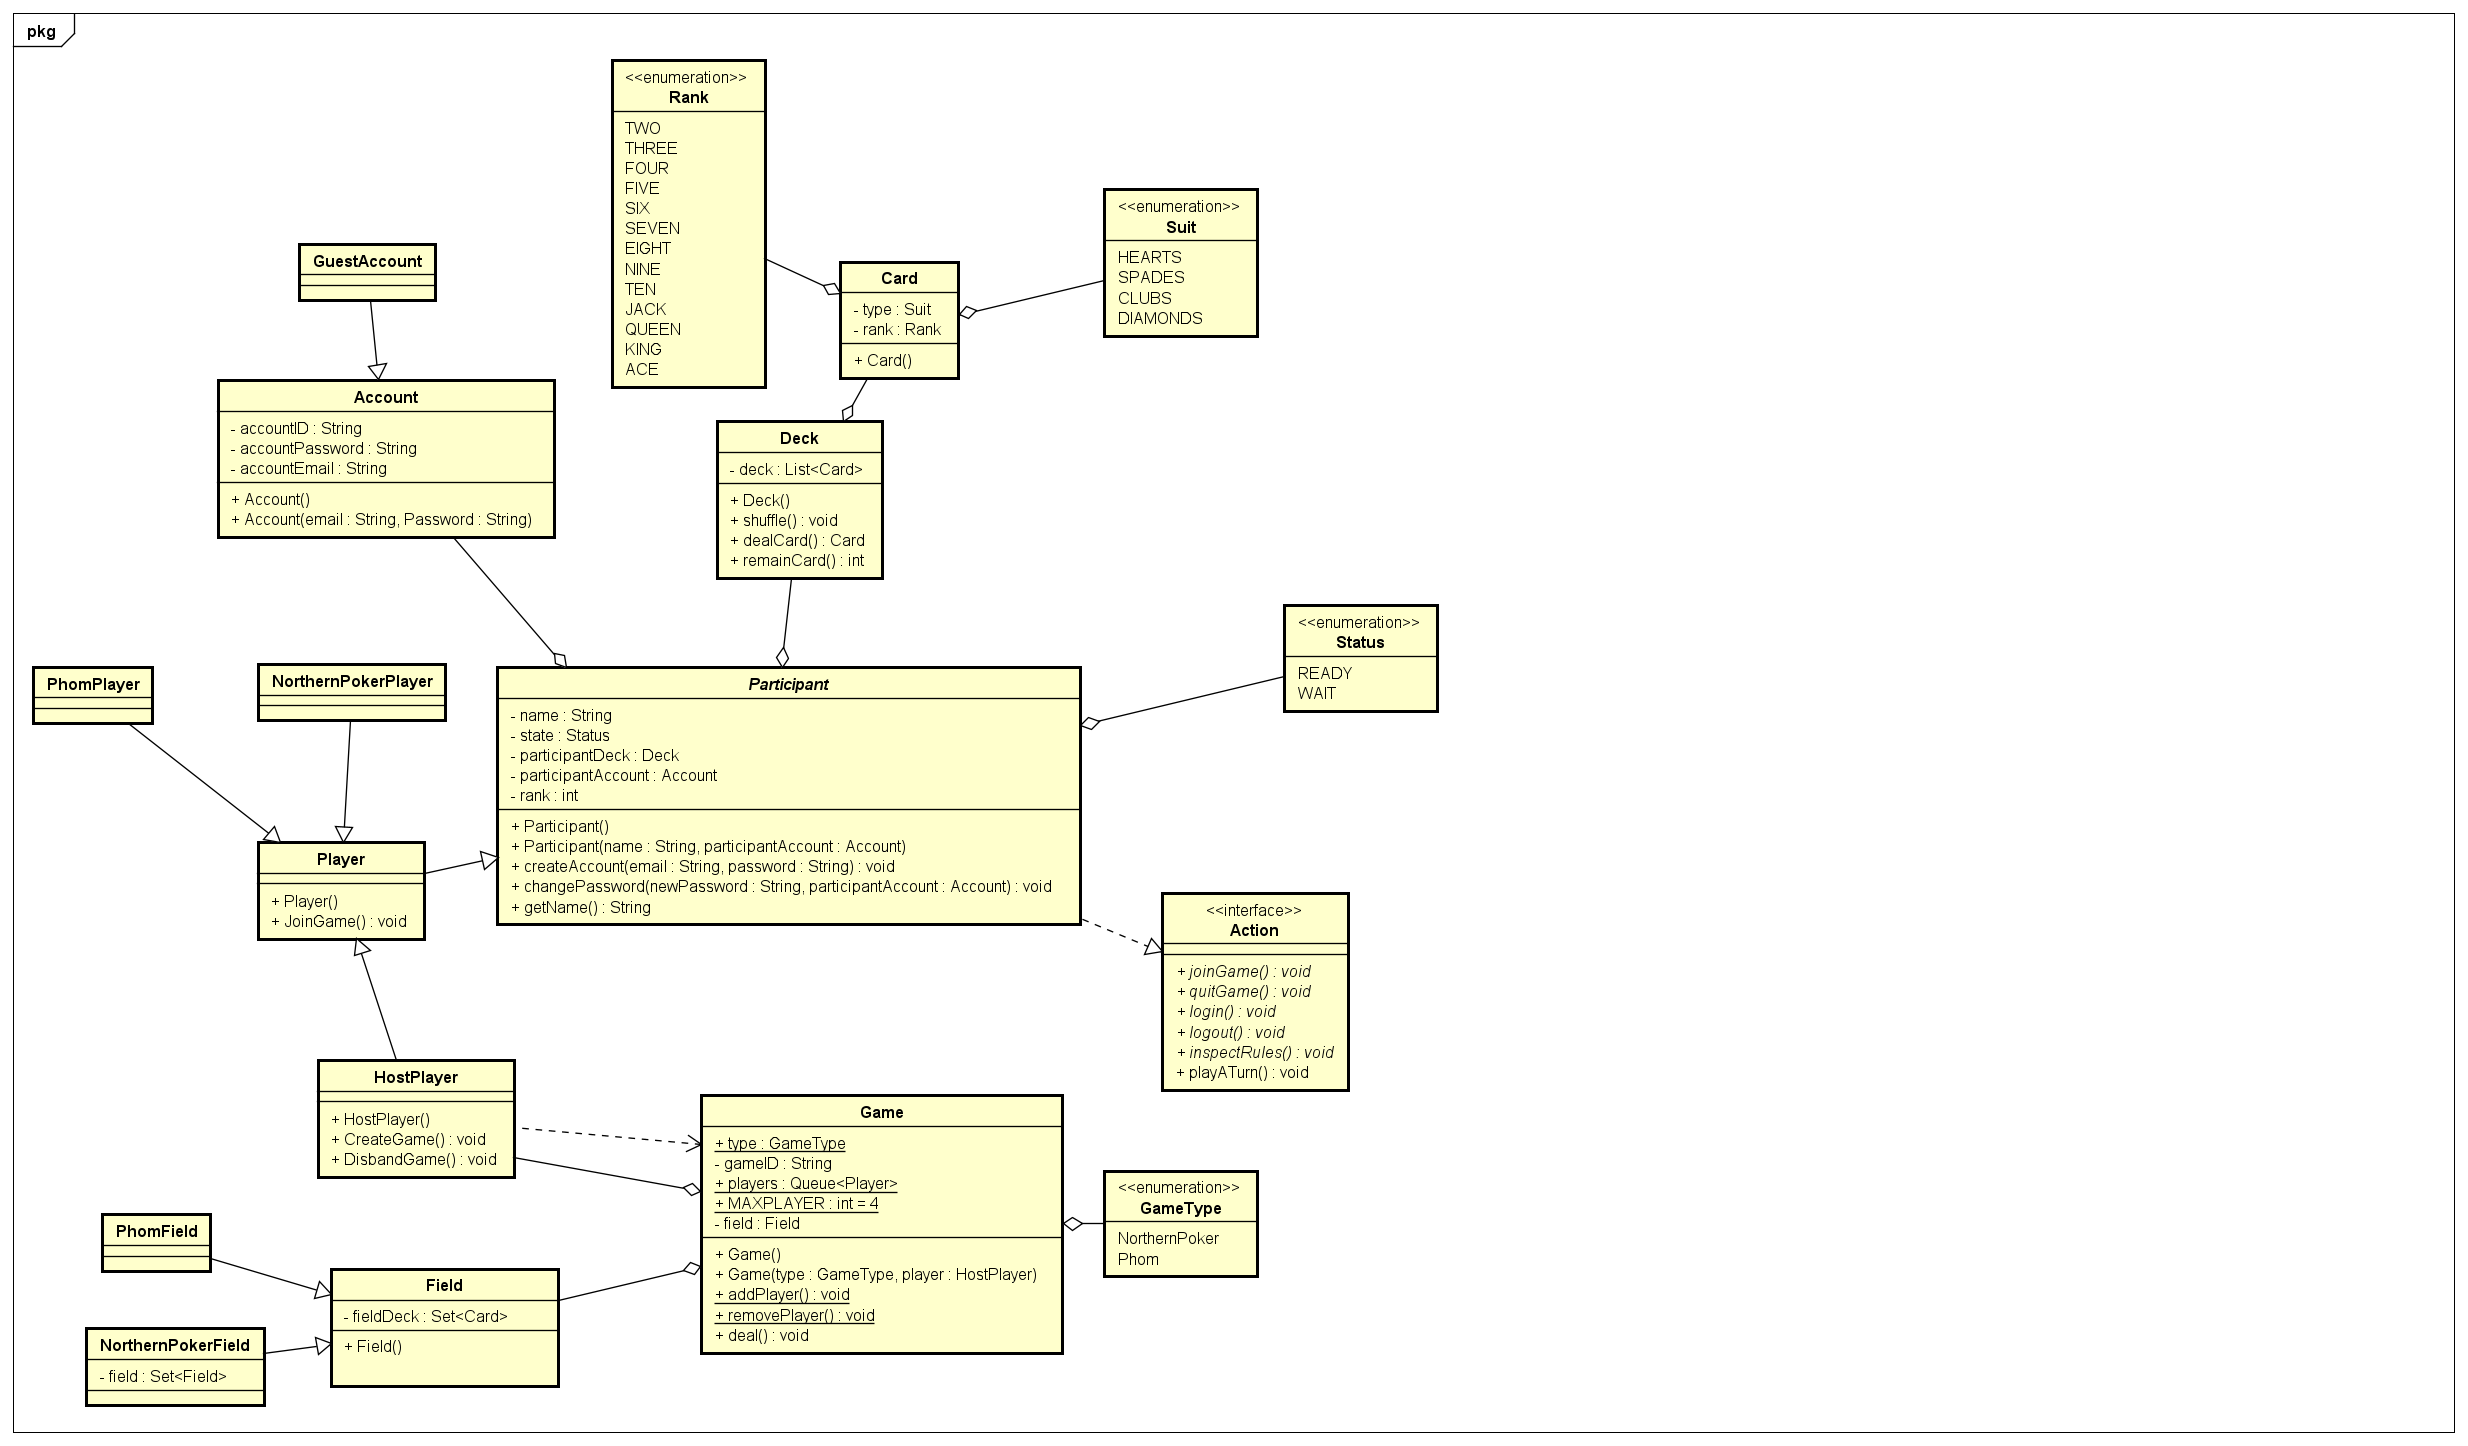 pkg
<<enumeration>>
Rank
TWO
THREE
FOUR
FIVE
SIX
SEVEN
EIGHT
NINE
TEN
JACK
QUEEN
KING
ACE
<<enumeration>>
Suit
HEARTS
SPADES
CLUBS
DIAMONDS
GuestAccount
Card
- type : Suit
- rank : Rank
+ Card()
Account
- accountID : String
- accountPassword : String
- accountEmail : String
+ Account()
+ Account(email : String, Password : String)
Deck
- deck : List<Card>
+ Deck()
+ shuffle() : void
+ dealCard() : Card
+ remainCard() : int
<<enumeration>>
Status
READY
WAIT
PhomPlayer
NorthernPokerPlayer
Participant
- name : String
- state : Status
- participantDeck : Deck
- participantAccount : Account
- rank : int
+ Participant()
+ Participant(name : String, participantAccount : Account)
+ createAccount(email : String, password : String) : void
+ changePassword(newPassword : String, participantAccount : Account) : void
+ getName() : String
Player
+ Player()
+ JoinGame() : void
<<interface>>
Action
+ joinGame() : void
+ quitGame() : void
+ login() : void
+ logout() : void
+ inspectRules() : void
+ playATurn() : void
HostPlayer
+ HostPlayer()
+ CreateGame() : void
+ DisbandGame() : void
Game
+ type : GameType
- gameID : String
+ players : Queue<Player>
+ MAXPLAYER : int = 4
- field : Field
+ Game()
+ Game(type : GameType, player : HostPlayer)
+ addPlayer() : void
+ removePlayer() : void
+ deal() : void
<<enumeration>>
GameType
NorthernPoker
Phom
PhomField
Field
- fieldDeck : Set<Card>
+ Field()
NorthernPokerField
- field : Set<Field>